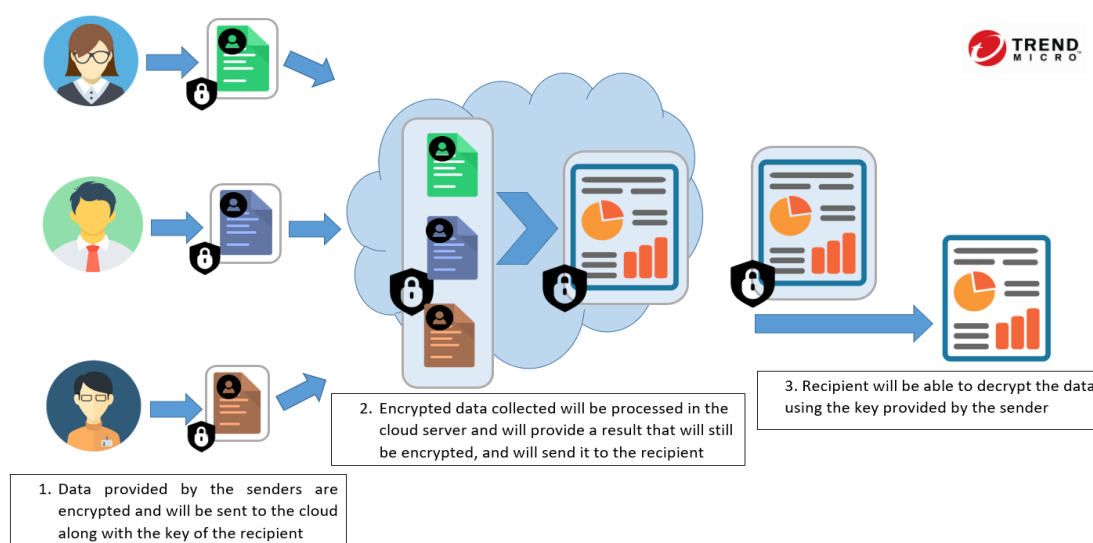 TREND
MICRO™
1. Data provided by the senders are
encrypted and will be sent to the cloud
along with the key of the recipient
2. Encrypted data collected will be processed in the
cloud server and will provide a result that will still
be encrypted, and will send it to the recipient
3. Recipient will be able to decrypt the data
using the key provided by the sender